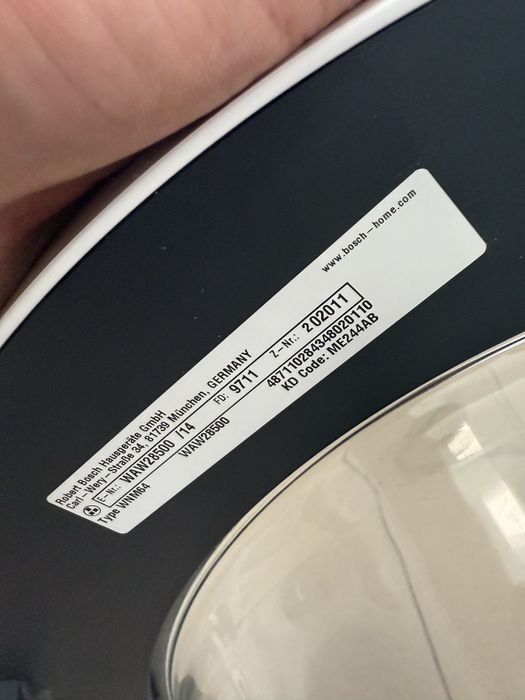 Robert Bosch Hausgeräte GmbH
Carl-Wery-Straße 34, 81739 München, GERMANY
www.bosch-home.com
E-Nr.: WAW28500 /14 FD: 9711 Z-Nr.: 202011
Type WNM64 WAW28500 487110284348020110
KD Code: ME244AB